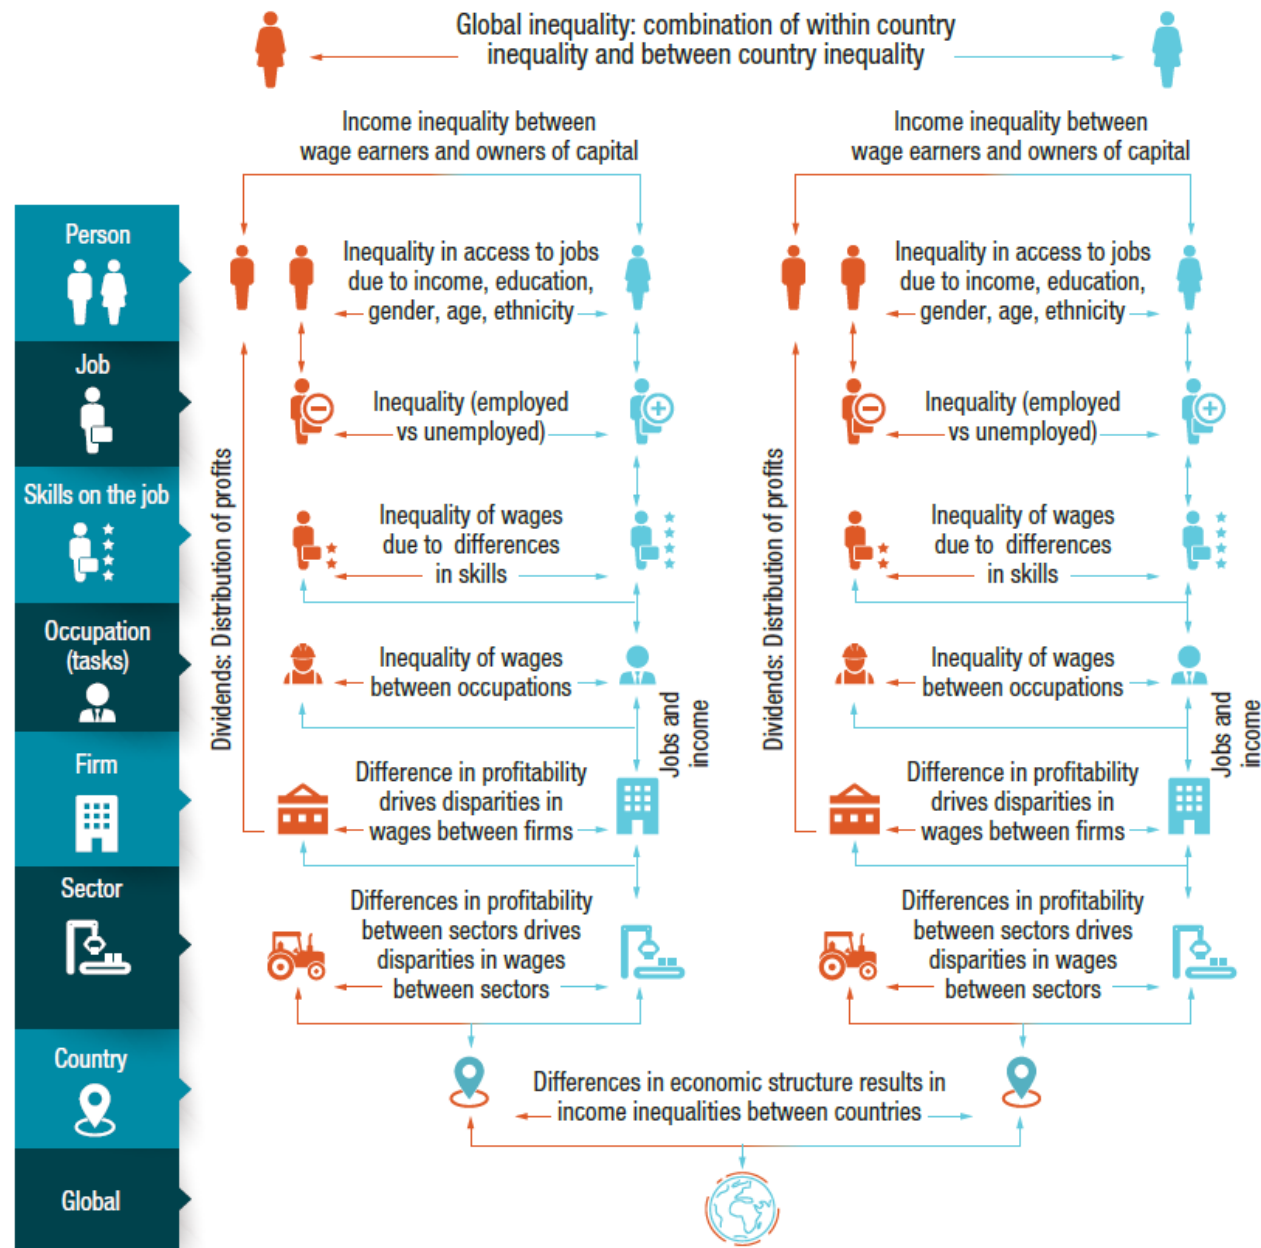 Global inequality: combination of within country
inequality and between country inequality
Income inequality between
wage earners and owners of capital
Income inequality between
wage earners and owners of capital
Person
Inequality in access to jobs
due to income, education,
gender, age, ethnicity
Inequality in access to jobs
due to income, education,
gender, age, ethnicity
Job
Inequality (employed
vs unemployed)
Inequality (employed
vs unemployed)
Skills on the job
Inequality of wages
due to differences
in skills
Inequality of wages
due to differences
in skills
Dividends: Distribution of profits
Dividends: Distribution of profits
Occupation
(tasks)
Inequality of wages
between occupations
Inequality of wages
between occupations
Jobs and
income
Jobs and
income
Firm
Difference in profitability
drives disparities in
wages between firms
Difference in profitability
drives disparities in
wages between firms
Sector
Differences in profitability
between sectors drives
disparities in wages
between sectors
Differences in profitability
between sectors drives
disparities in wages
between sectors
Country
Differences in economic structure results in
income inequalities between countries
Global